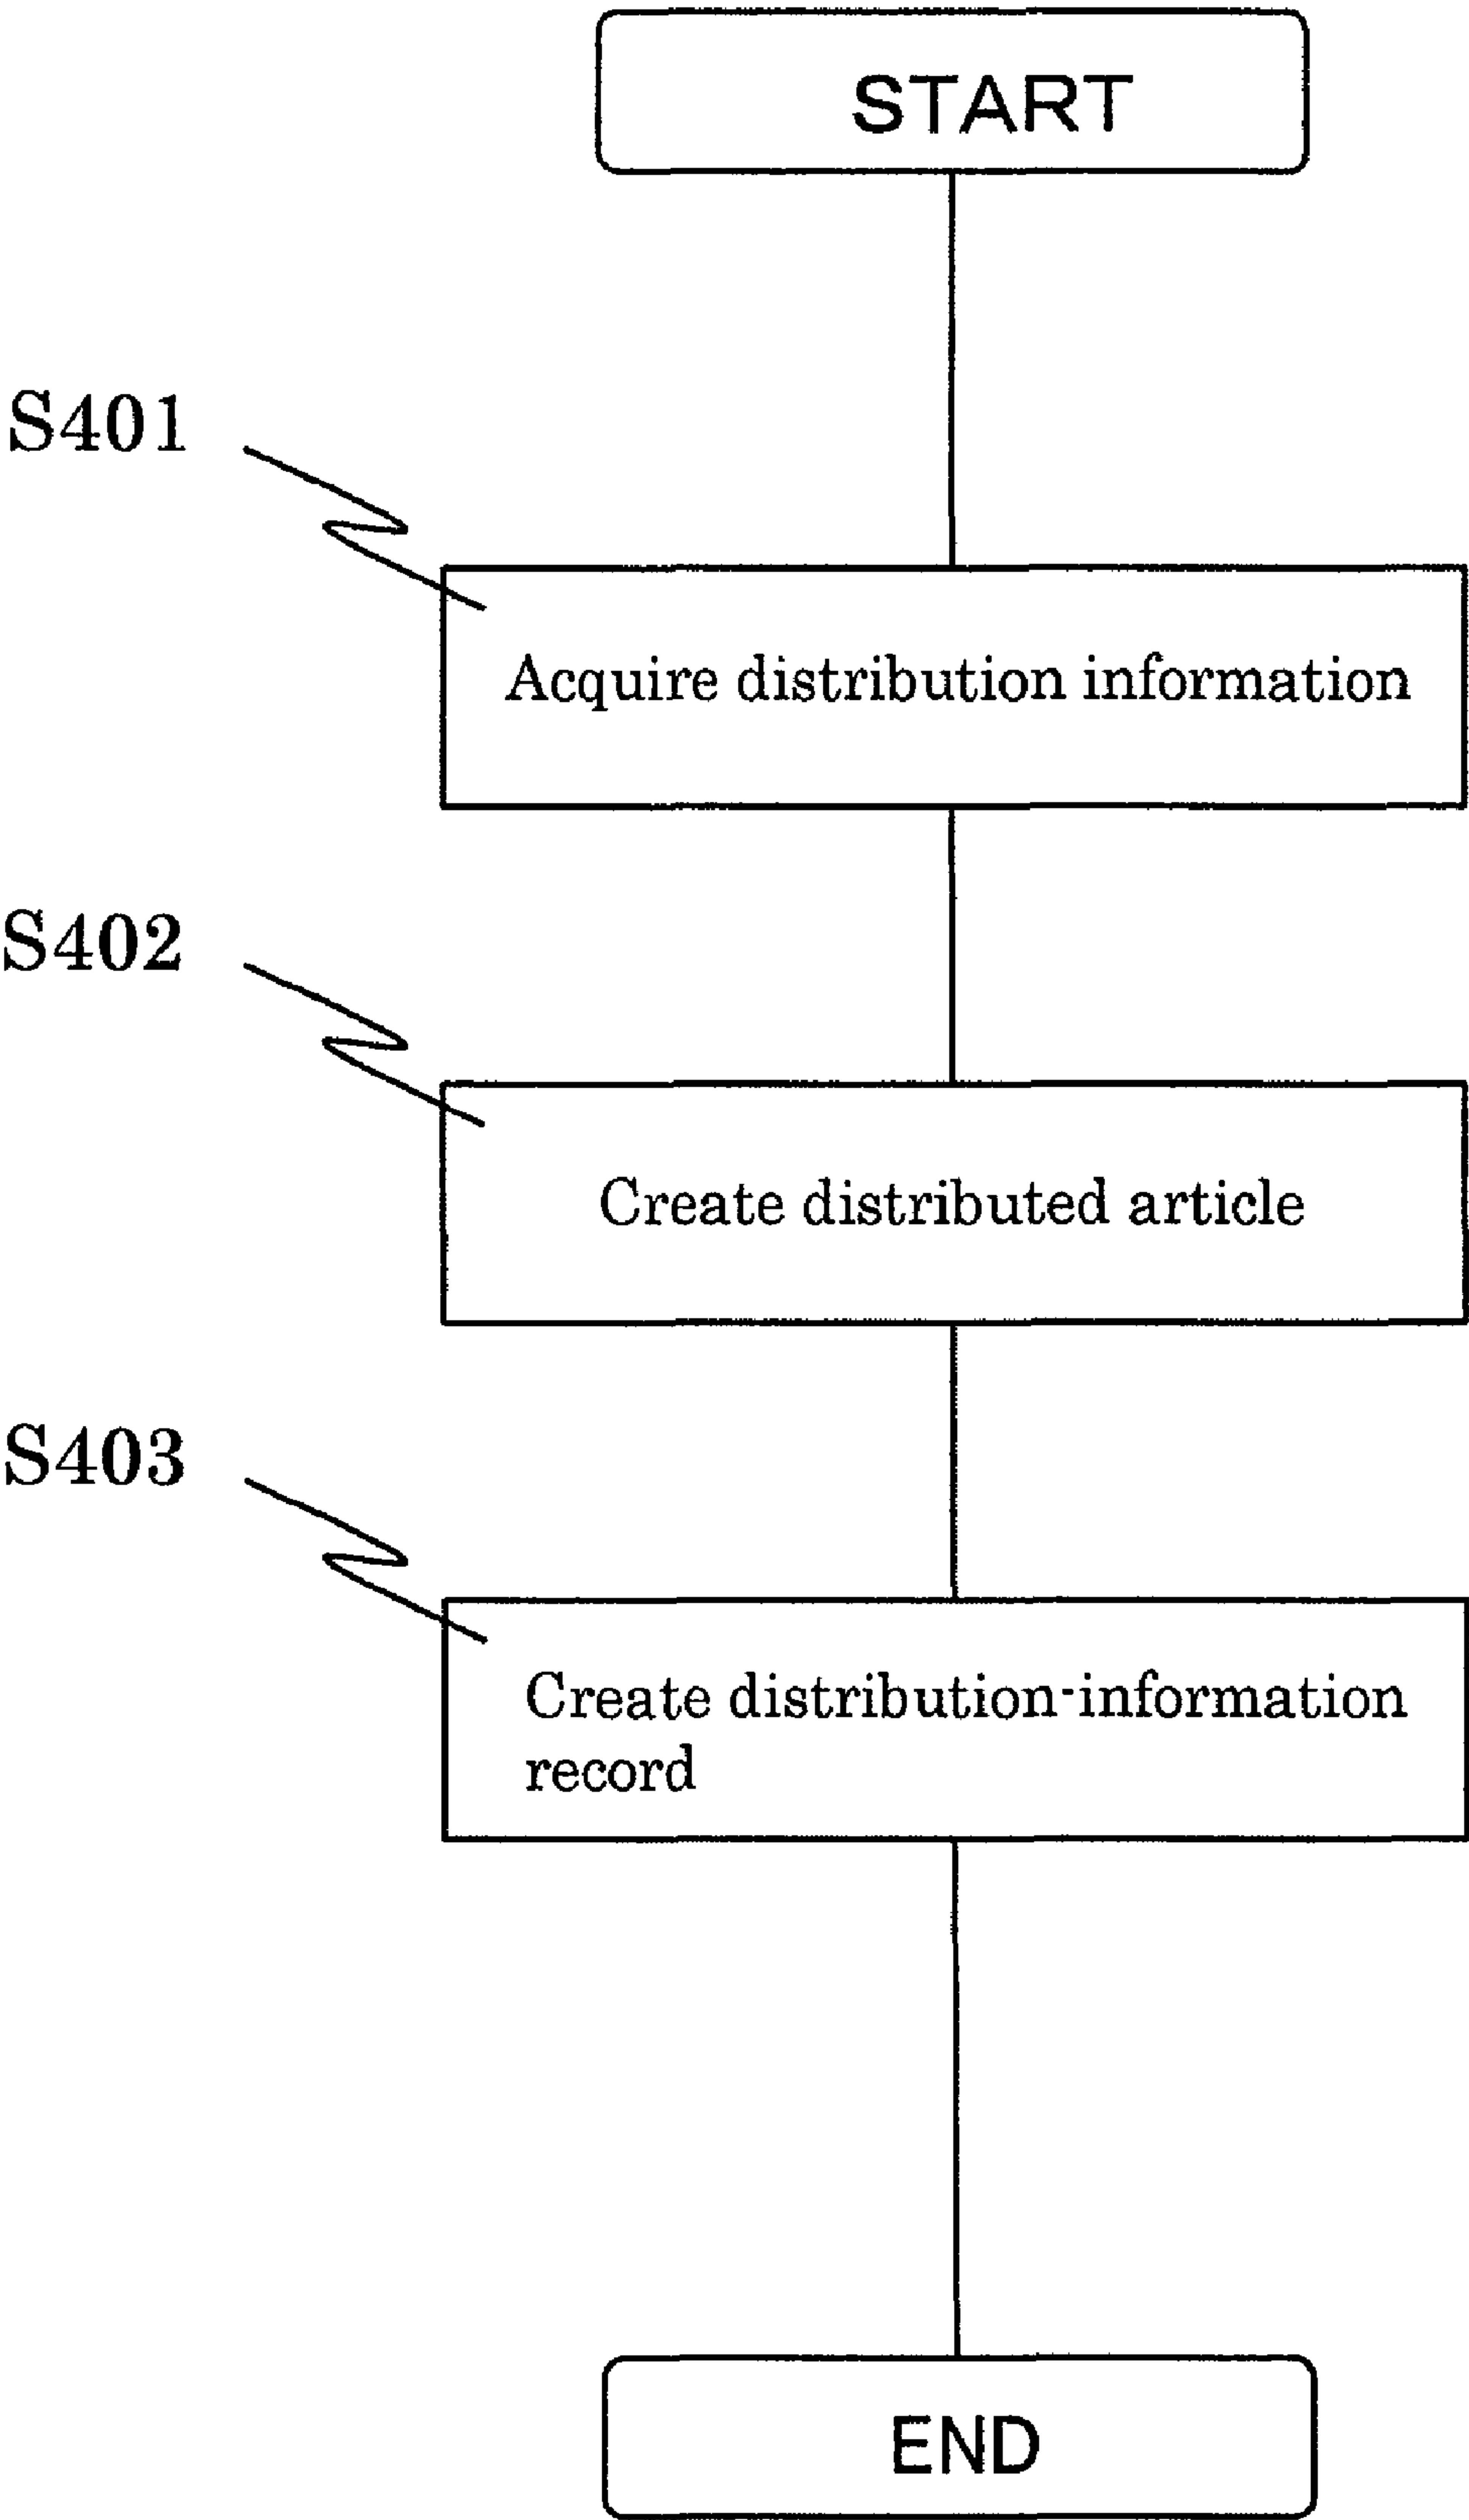 START
S401
Acquire distribution information
S402
Create distributed article
S403
Create distribution-information
record
END